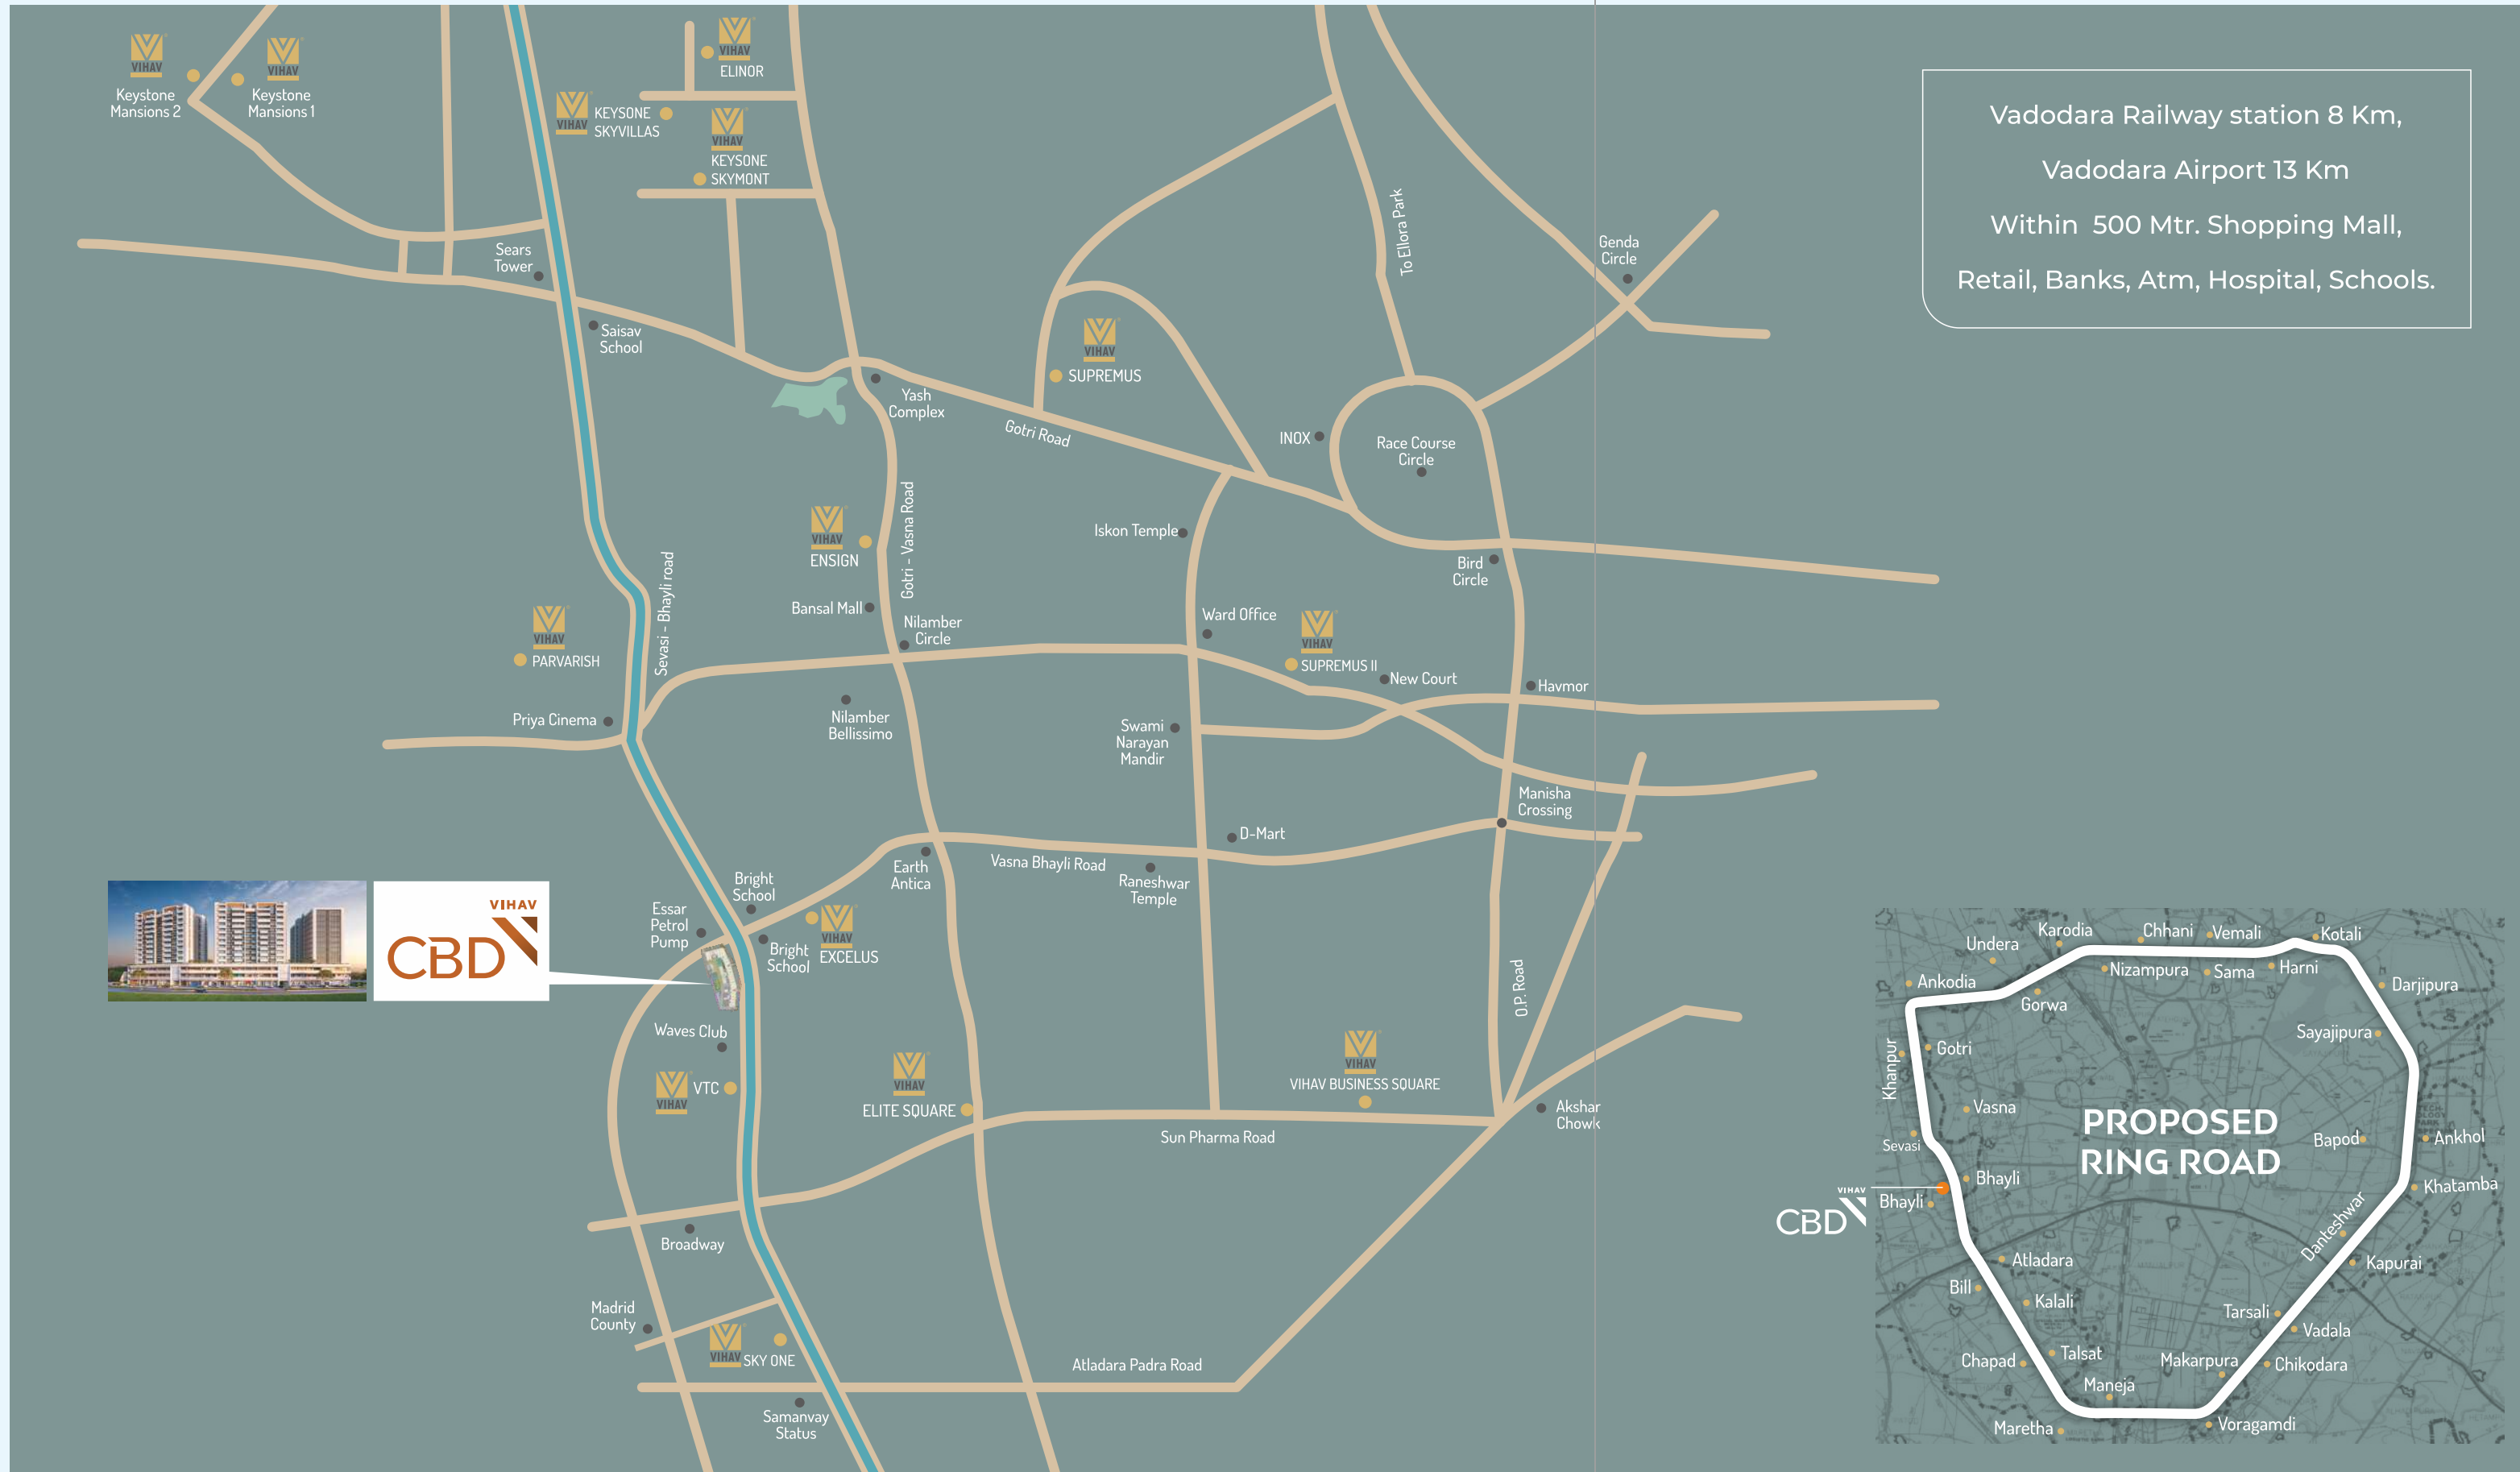 VIHAV
Keystone
Mansions 2
VIHAV
Keystone
Mansions 1
VIHAV
ELINOR
VIHAV
KEYSONE
SKYVILLAS
VIHAV
KEYSONE
SKYMONT
Vadodara Railway station 8 Km,
Vadodara Airport 13 Km
Within 500 Mtr. Shopping Mall,
Retail, Banks, Atm, Hospital, Schools.
To Ellora Park
Genda
Circle
Sears
Tower
Saisav
School
VIHAV
SUPREMUS
Yash
Complex
Gotri Road
INOX
Race Course
Circle
Gotri - Vasna Road
VIHAV
ENSIGN
Iskon Temple
Bird
Circle
Sevasi - Bhayli road
Bansal Mall
Nilamber
Circle
Ward Office
VIHAV
SUPREMUS II
VIHAV
PARVARISH
New Court
Havmor
Priya Cinema
Nilamber
Bellissimo
Swami
Narayan
Mandir
Manisha
Crossing
D-Mart
Earth
Antica
Vasna Bhayli Road
Raneshwar
Temple
Bright
School
Essar
Petrol
Pump
Bright
School
VIHAV
EXCELUS
VIHAV
CBD
Waves Club
VIHAV
VTC
VIHAV
ELITE SQUARE
O.P. Road
VIHAV
VIHAV BUSINESS SQUARE
Akshar
Chowk
Sun Pharma Road
Broadway
Madrid
County
VIHAV
SKY ONE
Atladara Padra Road
Samanvay
Status
Undera
Karodia
Chhani
Vemali
Kotali
Ankodia
Nizampura
Sama
Harni
Darjipura
Gorwa
Sayajipura
Khanpur
Gotri
Vasna
PROPOSED
RING ROAD
Bapod
Ankhol
Sevasi
Bhayli
Khatamba
VIHAV
CBD
Bhayli
Danteshwar
Atladara
Kapurai
Bill
Kalali
Tarsali
Vadala
Chapad
Talsat
Makarpura
Chikodara
Maneja
Maretha
Voragamdi